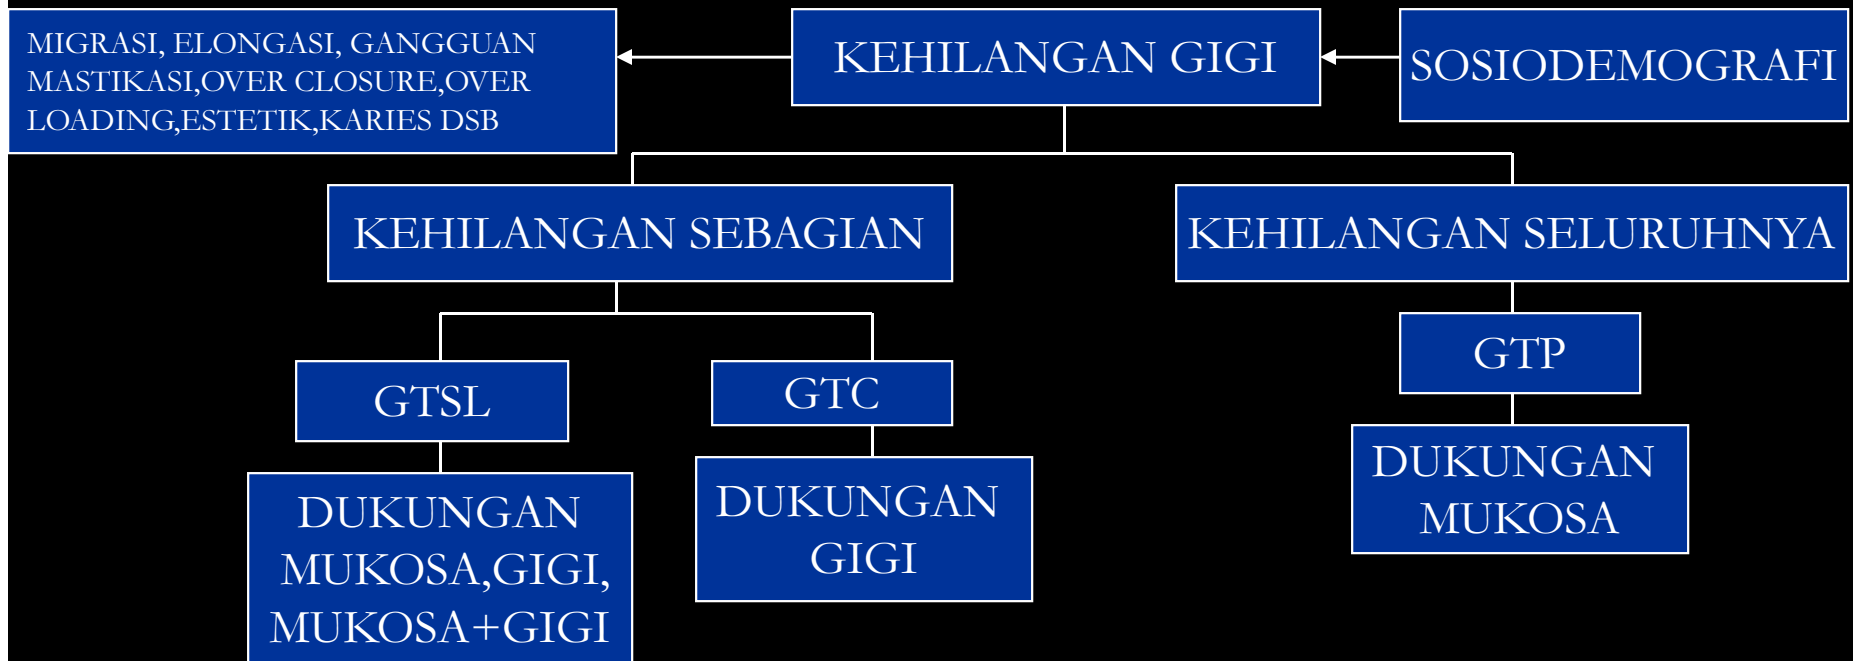 MIGRASI, ELONGASI, GANGGUAN
MASTIKASI,OVER CLOSURE,OVER
LOADING,ESTETIK,KARIES DSB
KEHILANGAN GIGI
SOSIODEMOGRAFI
KEHILANGAN SEBAGIAN
KEHILANGAN SELURUHNYA
GTSL
GTC
GTP
DUKUNGAN
MUKOSA,GIGI,
MUKOSA+GIGI
DUKUNGAN
GIGI
DUKUNGAN
MUKOSA